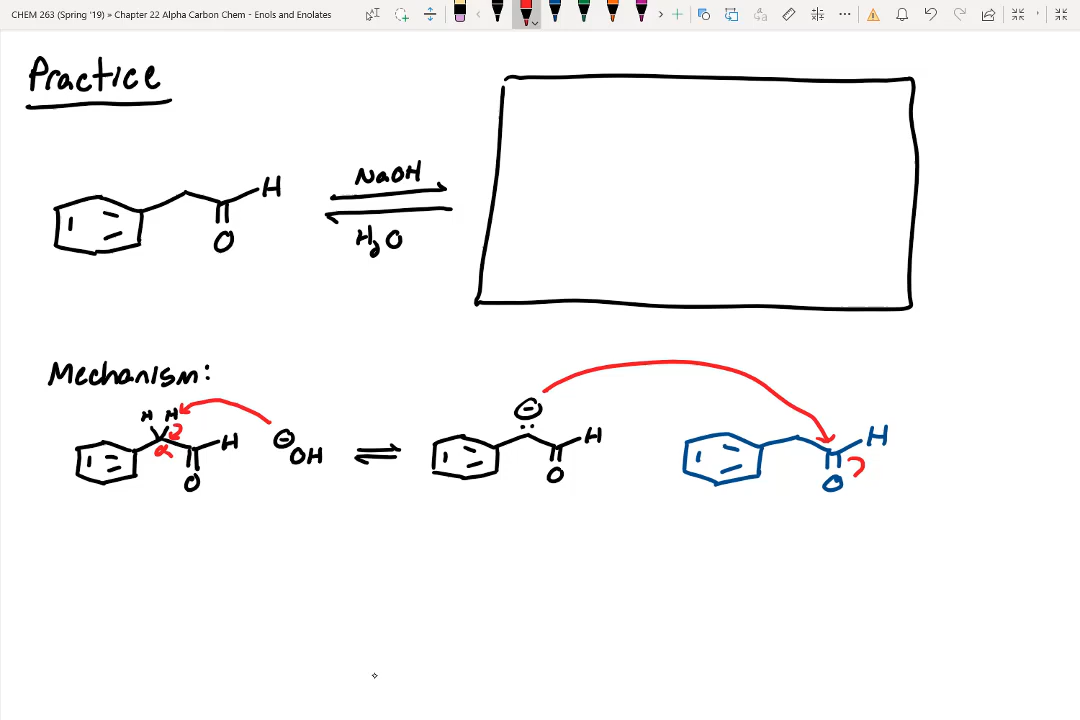 CHEM 263 (Spring '19) » Chapter 22 Alpha Carbon Chem - Enols and Enolates
Practice
H
O
NaOH
H₂O
Mechanism:
H H
α
H
O
⊖
OH
⊖
··
H
O
H
O